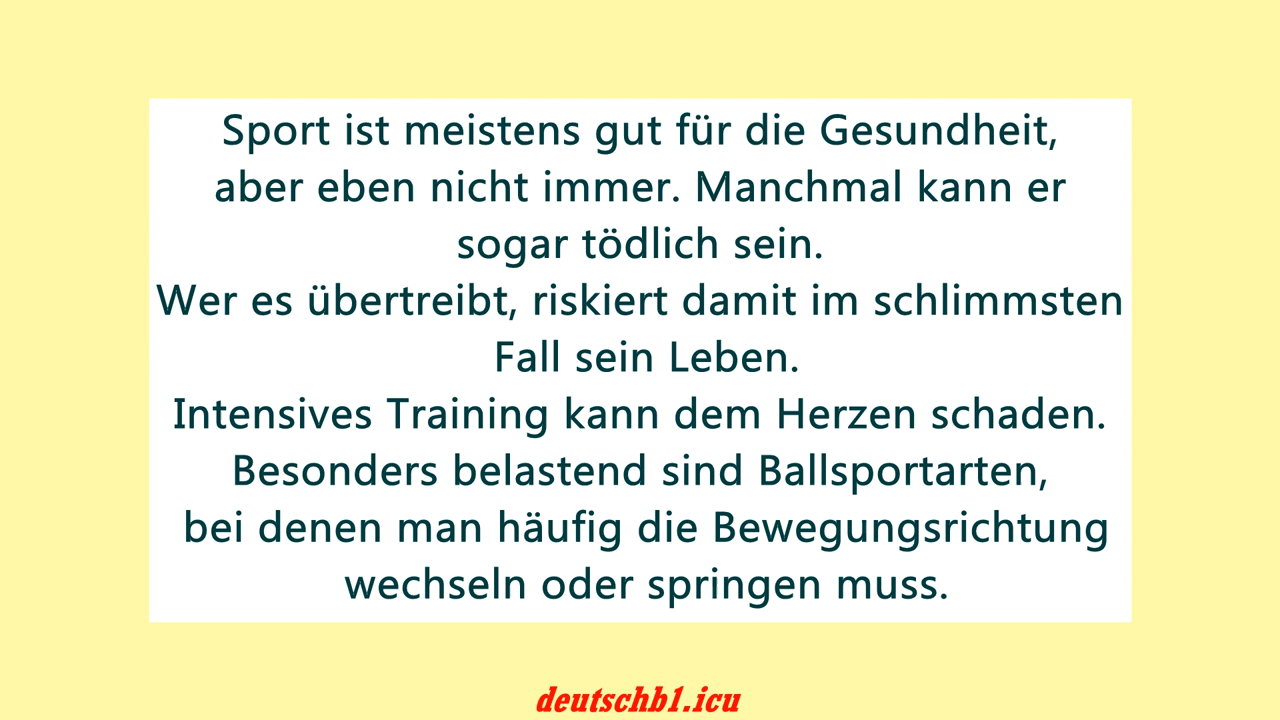 Sport ist meistens gut für die Gesundheit,
aber eben nicht immer. Manchmal kann er
sogar tödlich sein.
Wer es übertreibt, riskiert damit im schlimmsten
Fall sein Leben.
Intensives Training kann dem Herzen schaden.
Besonders belastend sind Ballsportarten,
bei denen man häufig die Bewegungsrichtung
wechseln oder springen muss.
deutschb1.icu